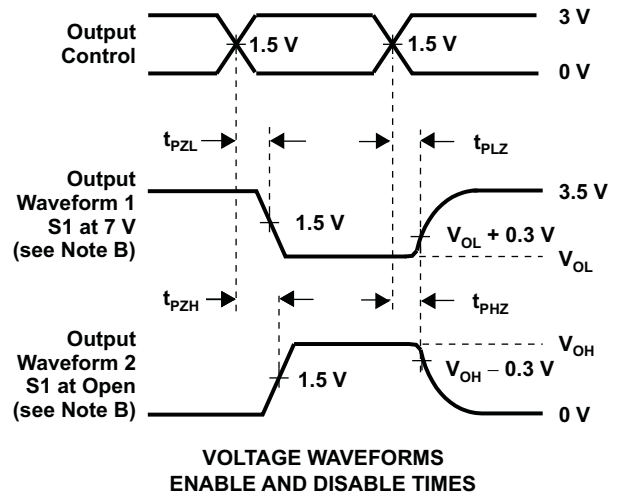 Output
Control
1.5 V
1.5 V
3 V
0 V
tPZL
tPLZ
Output
Waveform 1
S1 at 7 V
(see Note B)
1.5 V
3.5 V
VOL + 0.3 V
VOL
tPZH
tPHZ
Output
Waveform 2
S1 at Open
(see Note B)
1.5 V
VOH
VOH − 0.3 V
0 V
VOLTAGE WAVEFORMS
ENABLE AND DISABLE TIMES